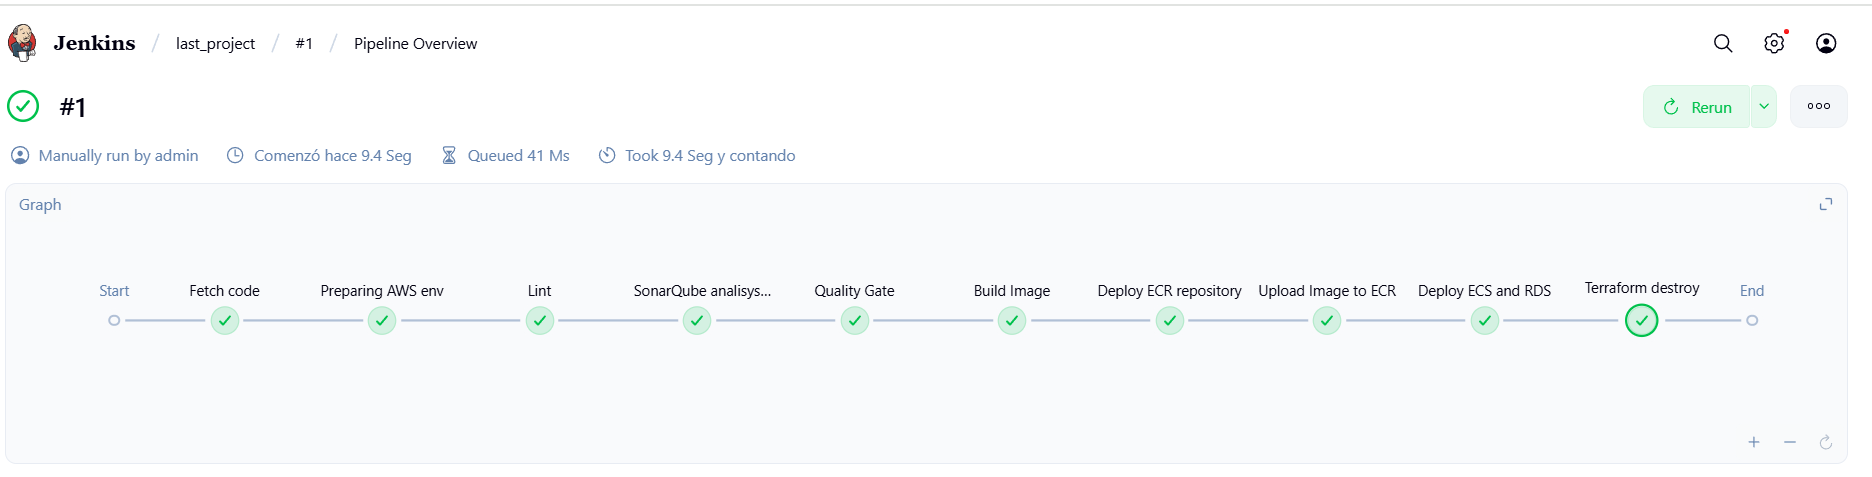 Jenkins / last_project / #1 / Pipeline Overview
#1
Rerun
Manually run by admin Comenzó hace 9.4 Seg Queued 41 Ms Took 9.4 Seg y contando
Graph
Start Fetch code Preparing AWS env Lint SonarQube analisys... Quality Gate Build Image Deploy ECR repository Upload Image to ECR Deploy ECS and RDS Terraform destroy End